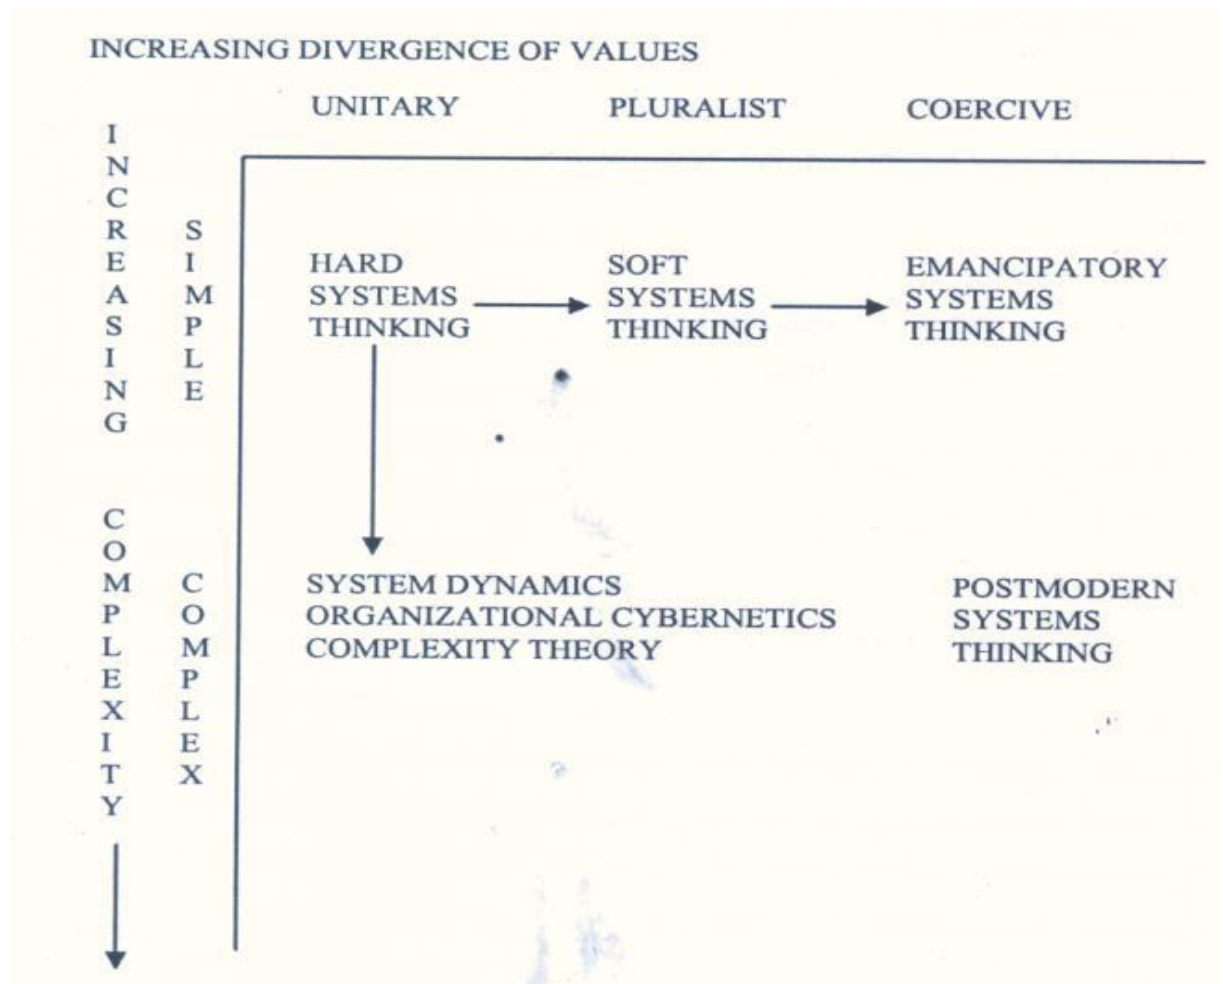 INCREASING DIVERGENCE OF VALUES
UNITARY PLURALIST COERCIVE
INCREASING COMPLEXITY
SIMPLE
HARD
SYSTEMS
THINKING
SOFT
SYSTEMS
THINKING
EMANCIPATORY
SYSTEMS
THINKING
COMPLEX
SYSTEM DYNAMICS
ORGANIZATIONAL CYBERNETICS
COMPLEXITY THEORY
POSTMODERN
SYSTEMS
THINKING